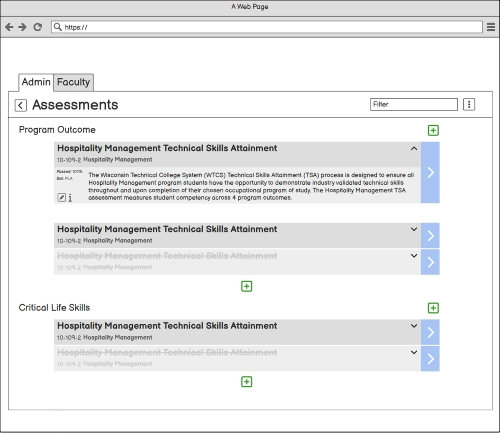 A Web Page
https://
Admin Faculty
Assessments Filter
Program Outcome
Hospitality Management Technical Skills Attainment
10-109-2 Hospitality Management
The Wisconsin Technical College System (WTCS) Technical Skills Attainment (TSA) process is designed to ensure all
Hospitality Management program students have the opportunity to demonstrate industry validated technical skills
throughout and upon completion of their chosen occupational program of study. The Hospitality Management TSA
assessment measures student competency across 4 program outcomes.
Hospitality Management Technical Skills Attainment
10-109-2 Hospitality Management
Hospitality Management Technical Skills Attainment
10-109-2 Hospitality Management
Critical Life Skills
Hospitality Management Technical Skills Attainment
10-109-2 Hospitality Management
Hospitality Management Technical Skills Attainment
10-109-2 Hospitality Management